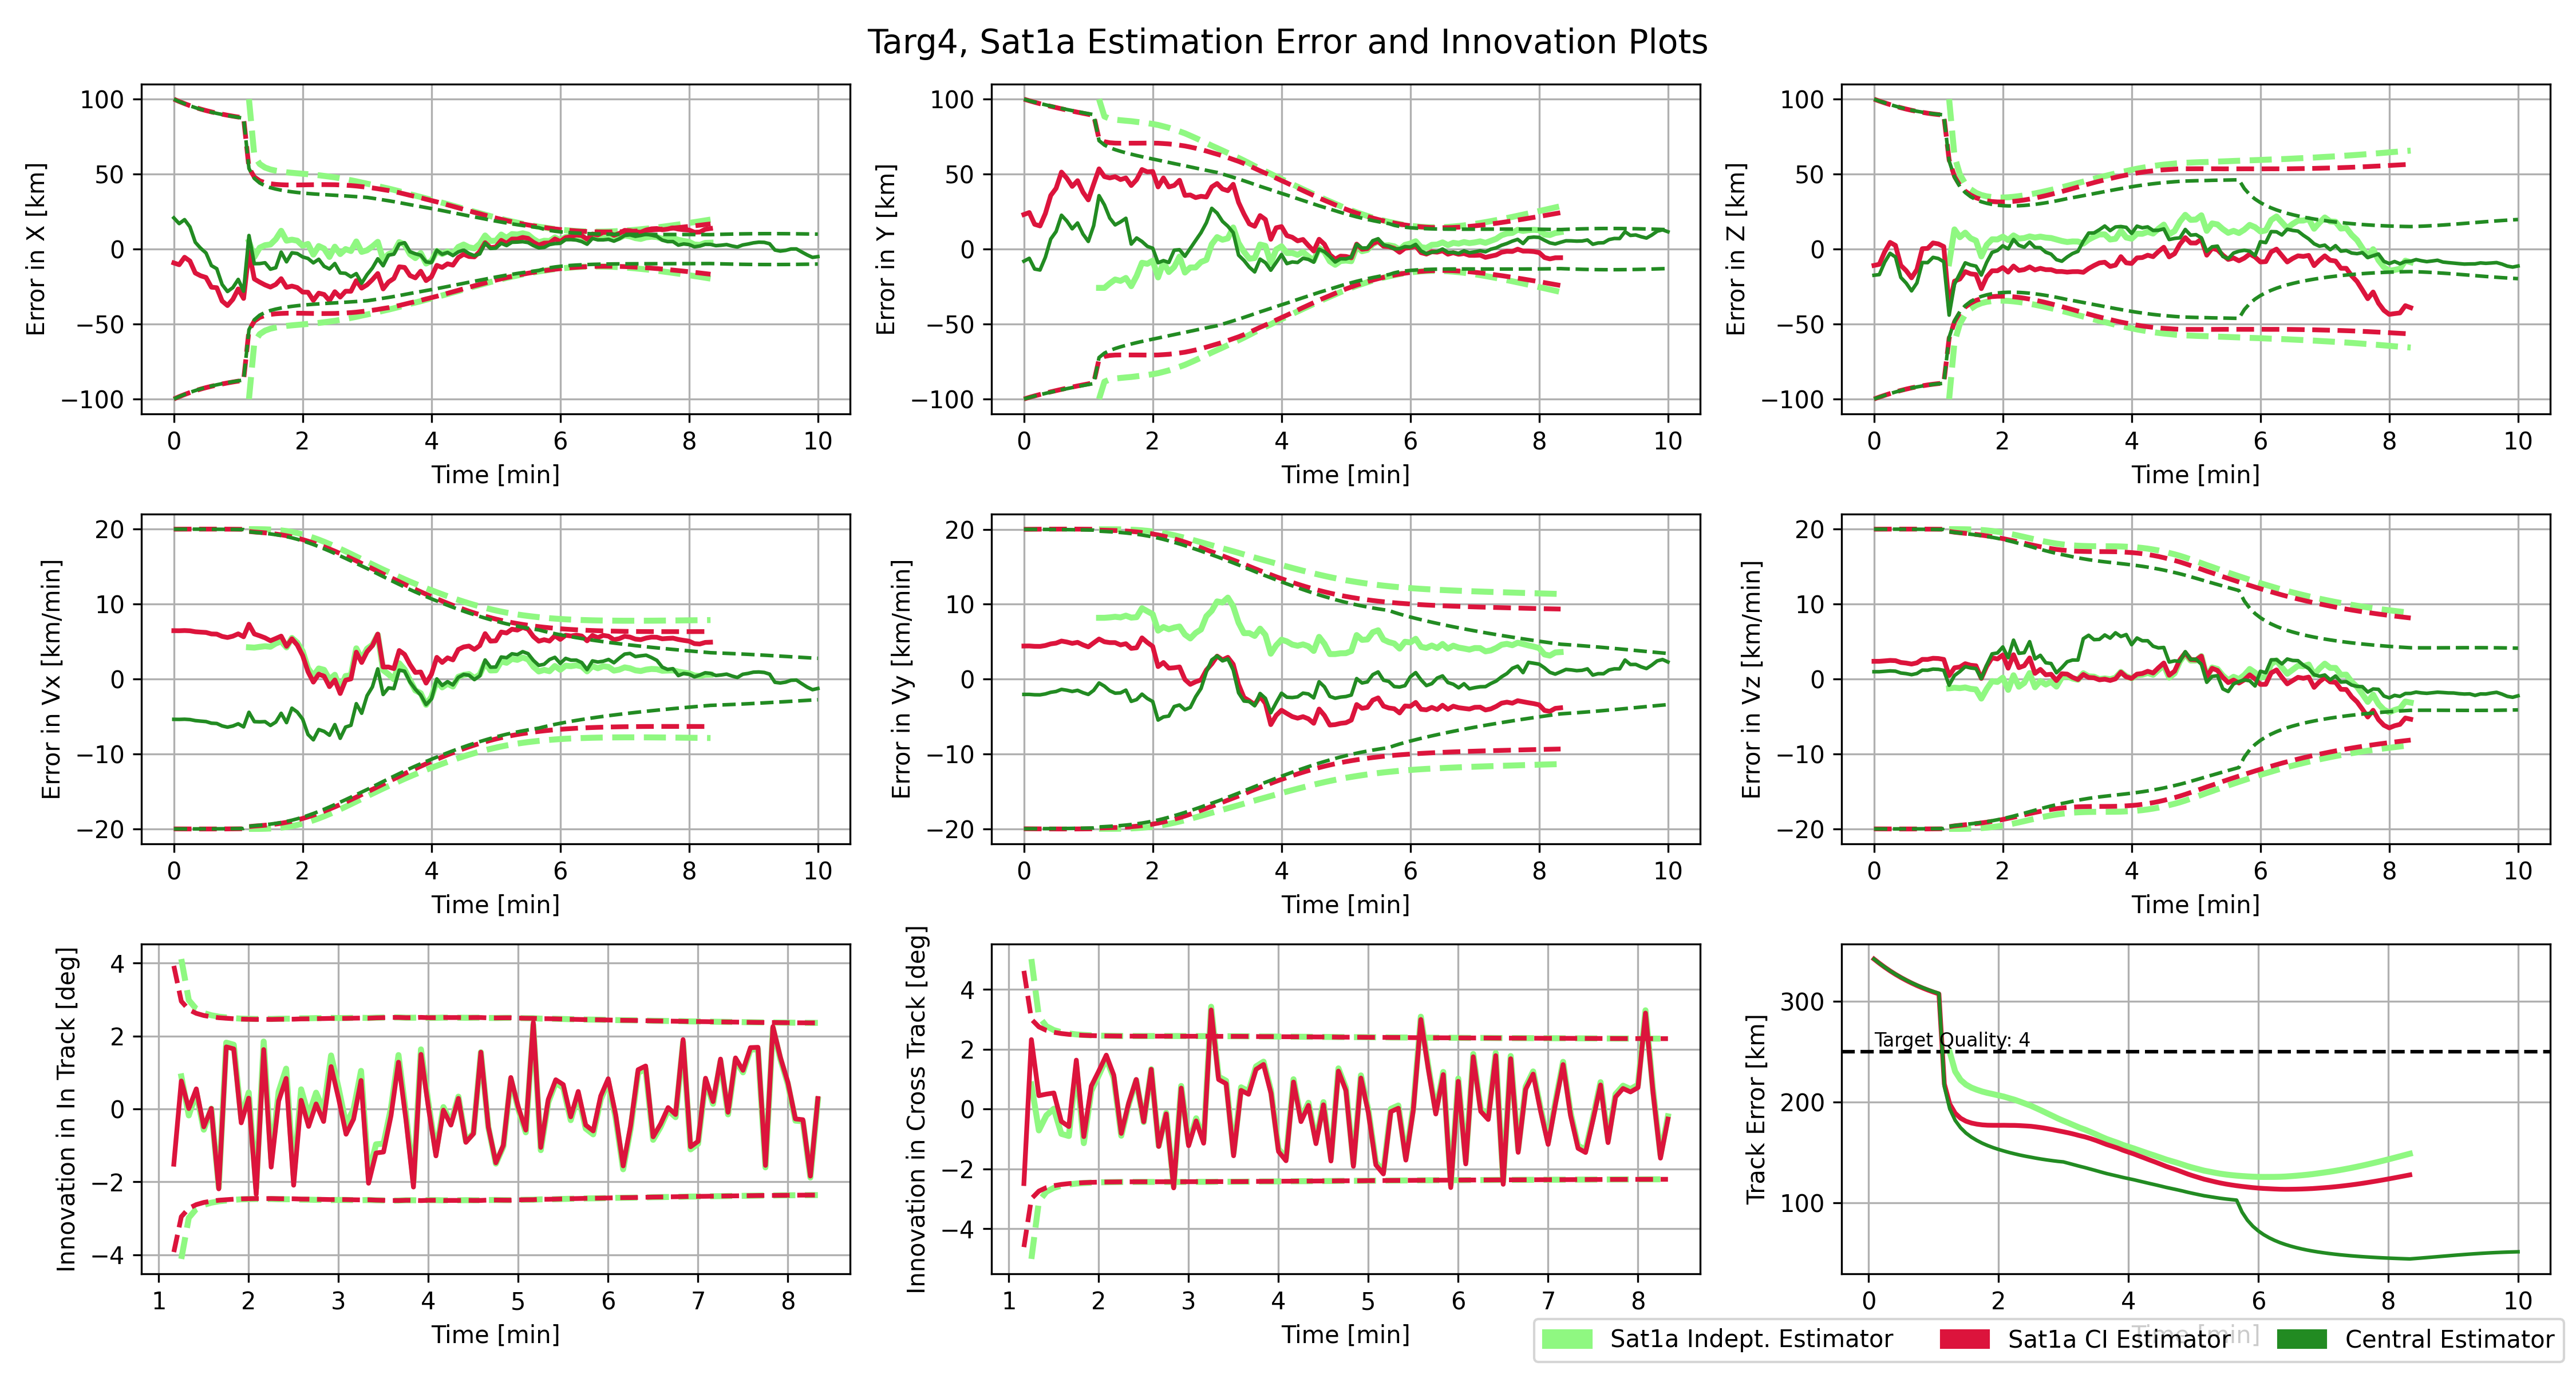 Targ4, Sat1a Estimation Error and Innovation Plots
Error in X [km]
100
50
0
−50
−100
0 2 4 6 8 10
Time [min]
Error in Y [km]
100
50
0
−50
−100
0 2 4 6 8 10
Time [min]
Error in Z [km]
100
50
0
−50
−100
0 2 4 6 8 10
Time [min]
Error in Vx [km/min]
20
10
0
−10
−20
0 2 4 6 8 10
Time [min]
Error in Vy [km/min]
20
10
0
−10
−20
0 2 4 6 8 10
Time [min]
Error in Vz [km/min]
20
10
0
−10
−20
0 2 4 6 8 10
Time [min]
Innovation in In Track [deg]
4
2
0
−2
−4
1 2 3 4 5 6 7 8
Time [min]
Innovation in Cross Track [deg]
4
2
0
−2
−4
1 2 3 4 5 6 7 8
Time [min]
Track Error [km]
300
200
100
Target Quality: 4
0 2 4 6 8 10
Time [min]
Sat1a Indept. Estimator
Sat1a CI Estimator
Central Estimator